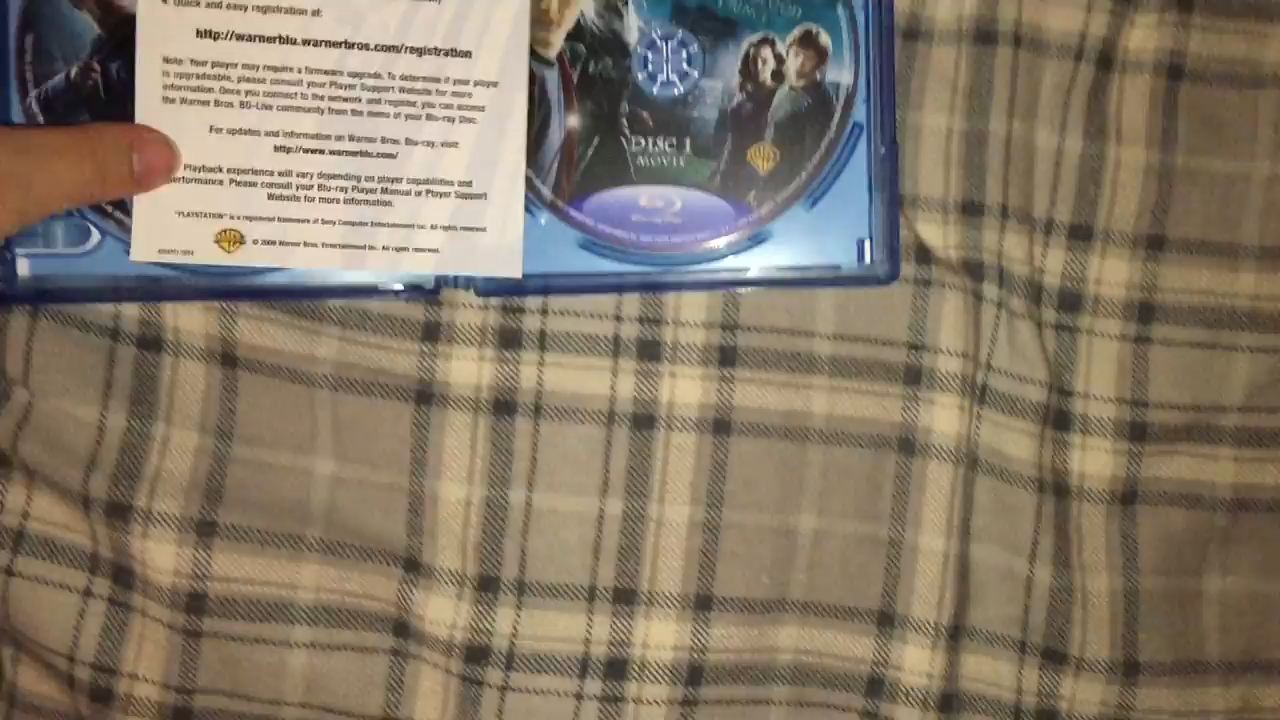 4. Quick and easy registration at:
http://warnerblu.warnerbros.com/registration
Note: Your player may require a firmware upgrade. To determine if your player
is upgradeable, please consult your Player Support Website for more
information. Once you connect to the network and register, you can access
the Warner Bros. BD-Live community from the menu of your Blu-ray Disc.
For updates and information on Warner Bros. Blu-ray, visit:
http://www.warnerblu.com/
Playback experience will vary depending on player capabilities and
performance. Please consult your Blu-ray Player Manual or Player Support
Website for more information.
"PLAYSTATION" is a registered trademark of Sony Computer Entertainment Inc. All rights reserved.
© 2009 Warner Bros. Entertainment Inc. All rights reserved.
DISC 1
MOVIE
Blu-ray Disc